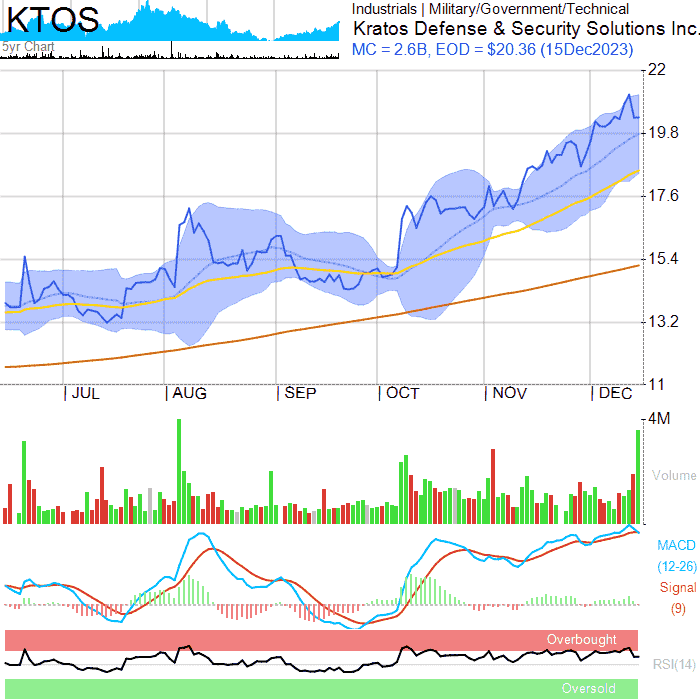 KTOS
5yr Chart
Industrials | Military/Government/Technical
Kratos Defense & Security Solutions Inc.
MC = 2.6B, EOD = $20.36 (15Dec2023)
22
19.8
17.6
15.4
13.2
11
JUL AUG SEP OCT NOV DEC
4M
Volume
MACD
(12-26)
Signal
(9)
Overbought
RSI(14)
Oversold